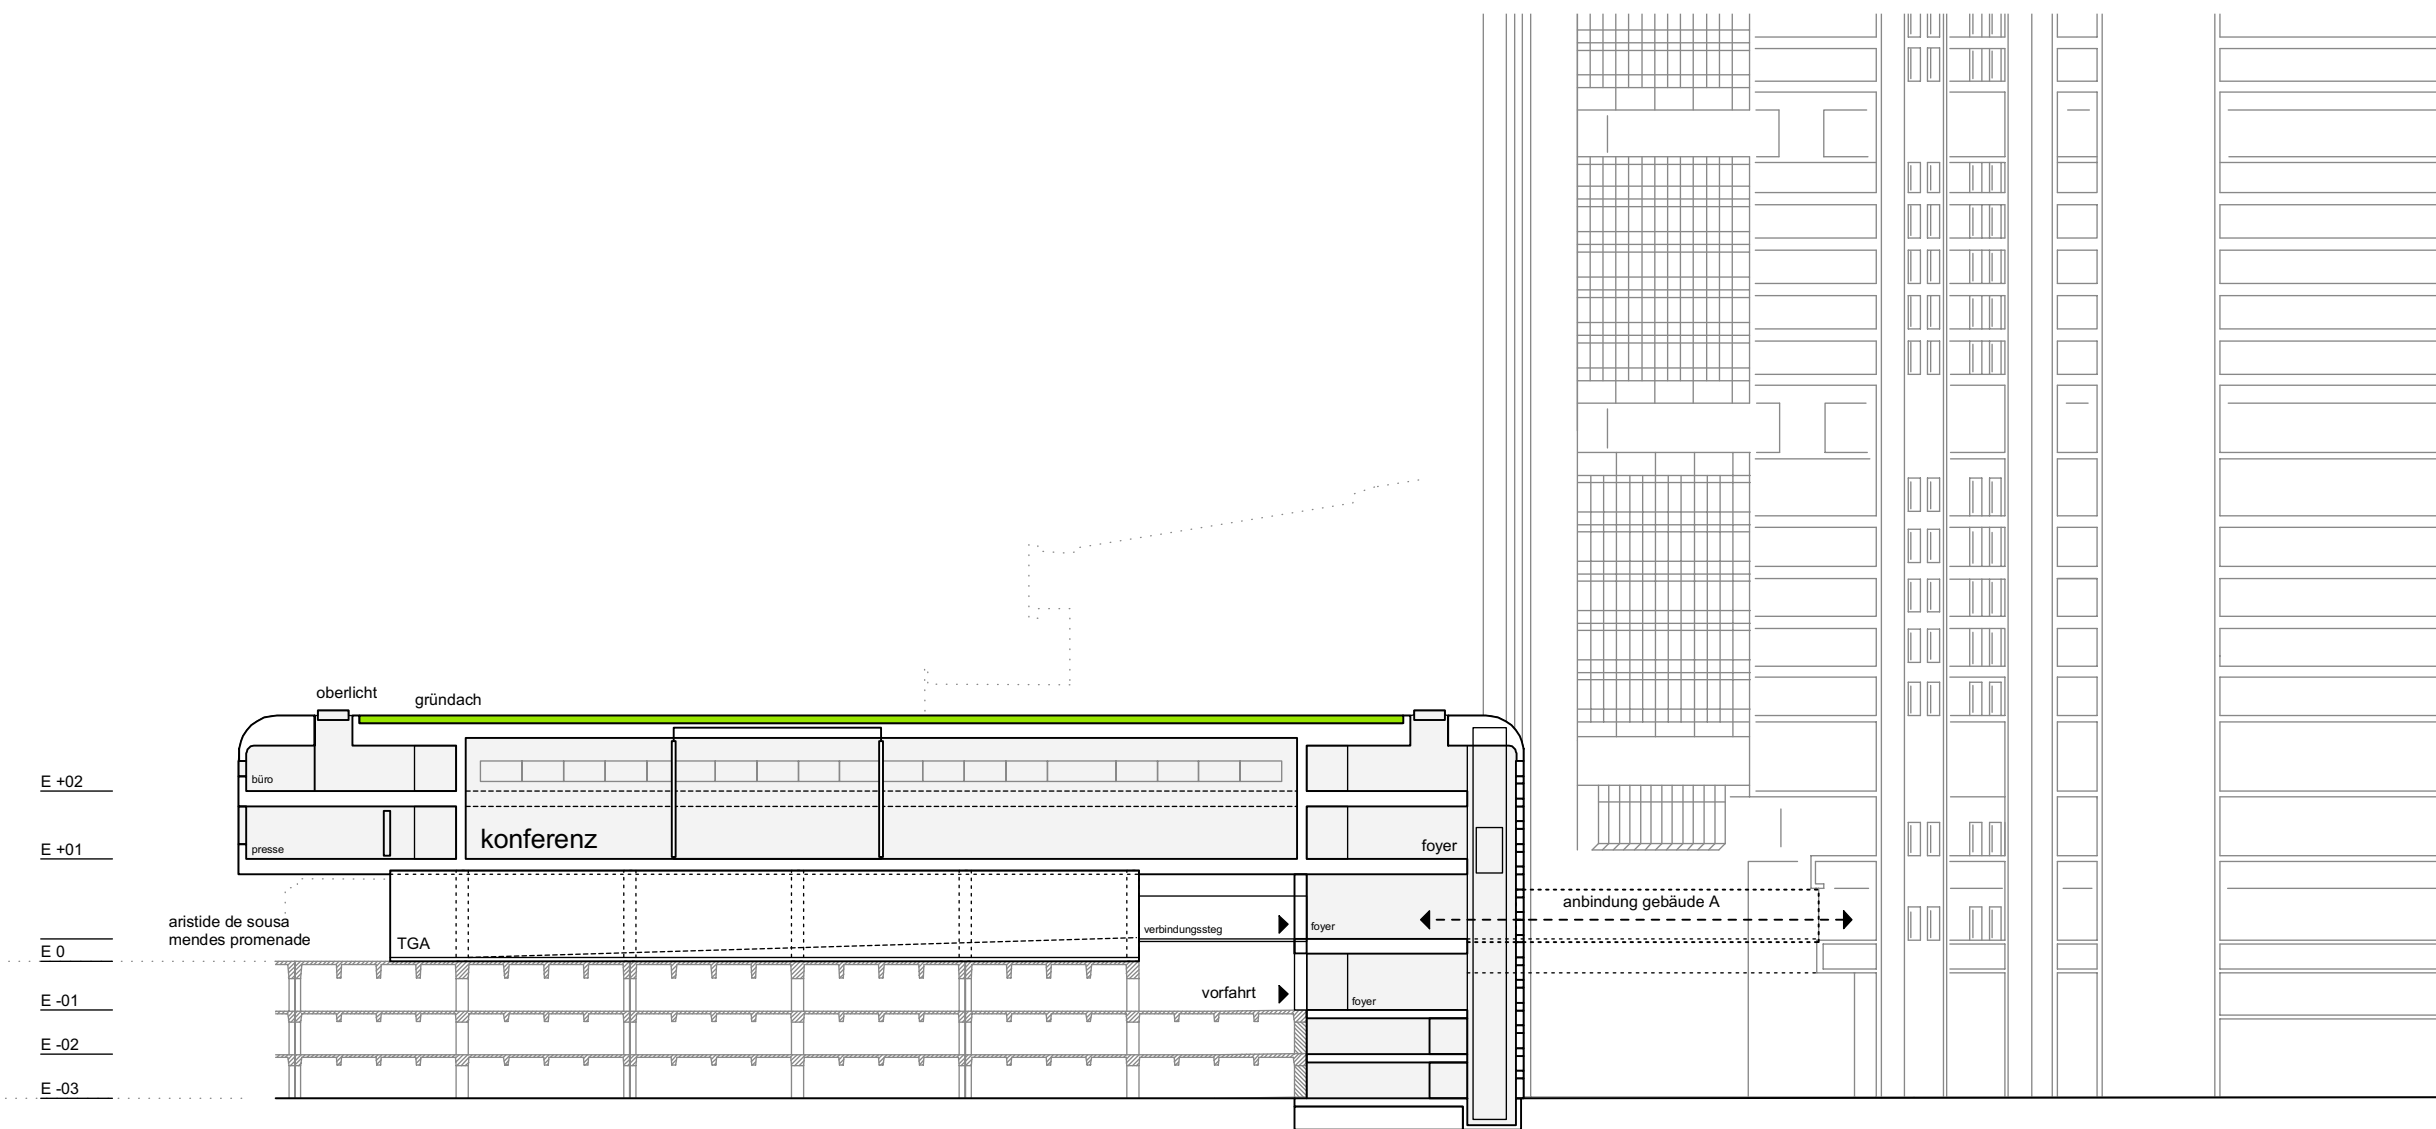 oberlicht
gründach
E +02
büro
konferenz
E +01
presse
foyer
anbindung gebäude A
aristide de sousa
mendes promenade
TGA
verbindungssteg
foyer
E 0
E -01
vorfahrt
foyer
E -02
E -03